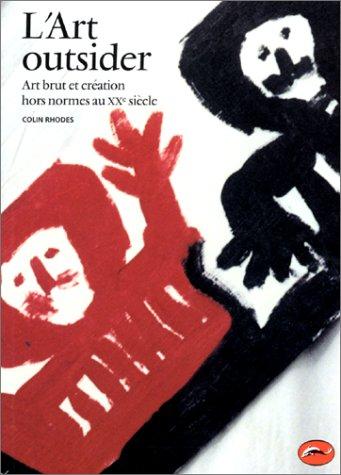 L'Art
outsider
Art brut et création
hors normes au XXe siècle
COLIN RHODES